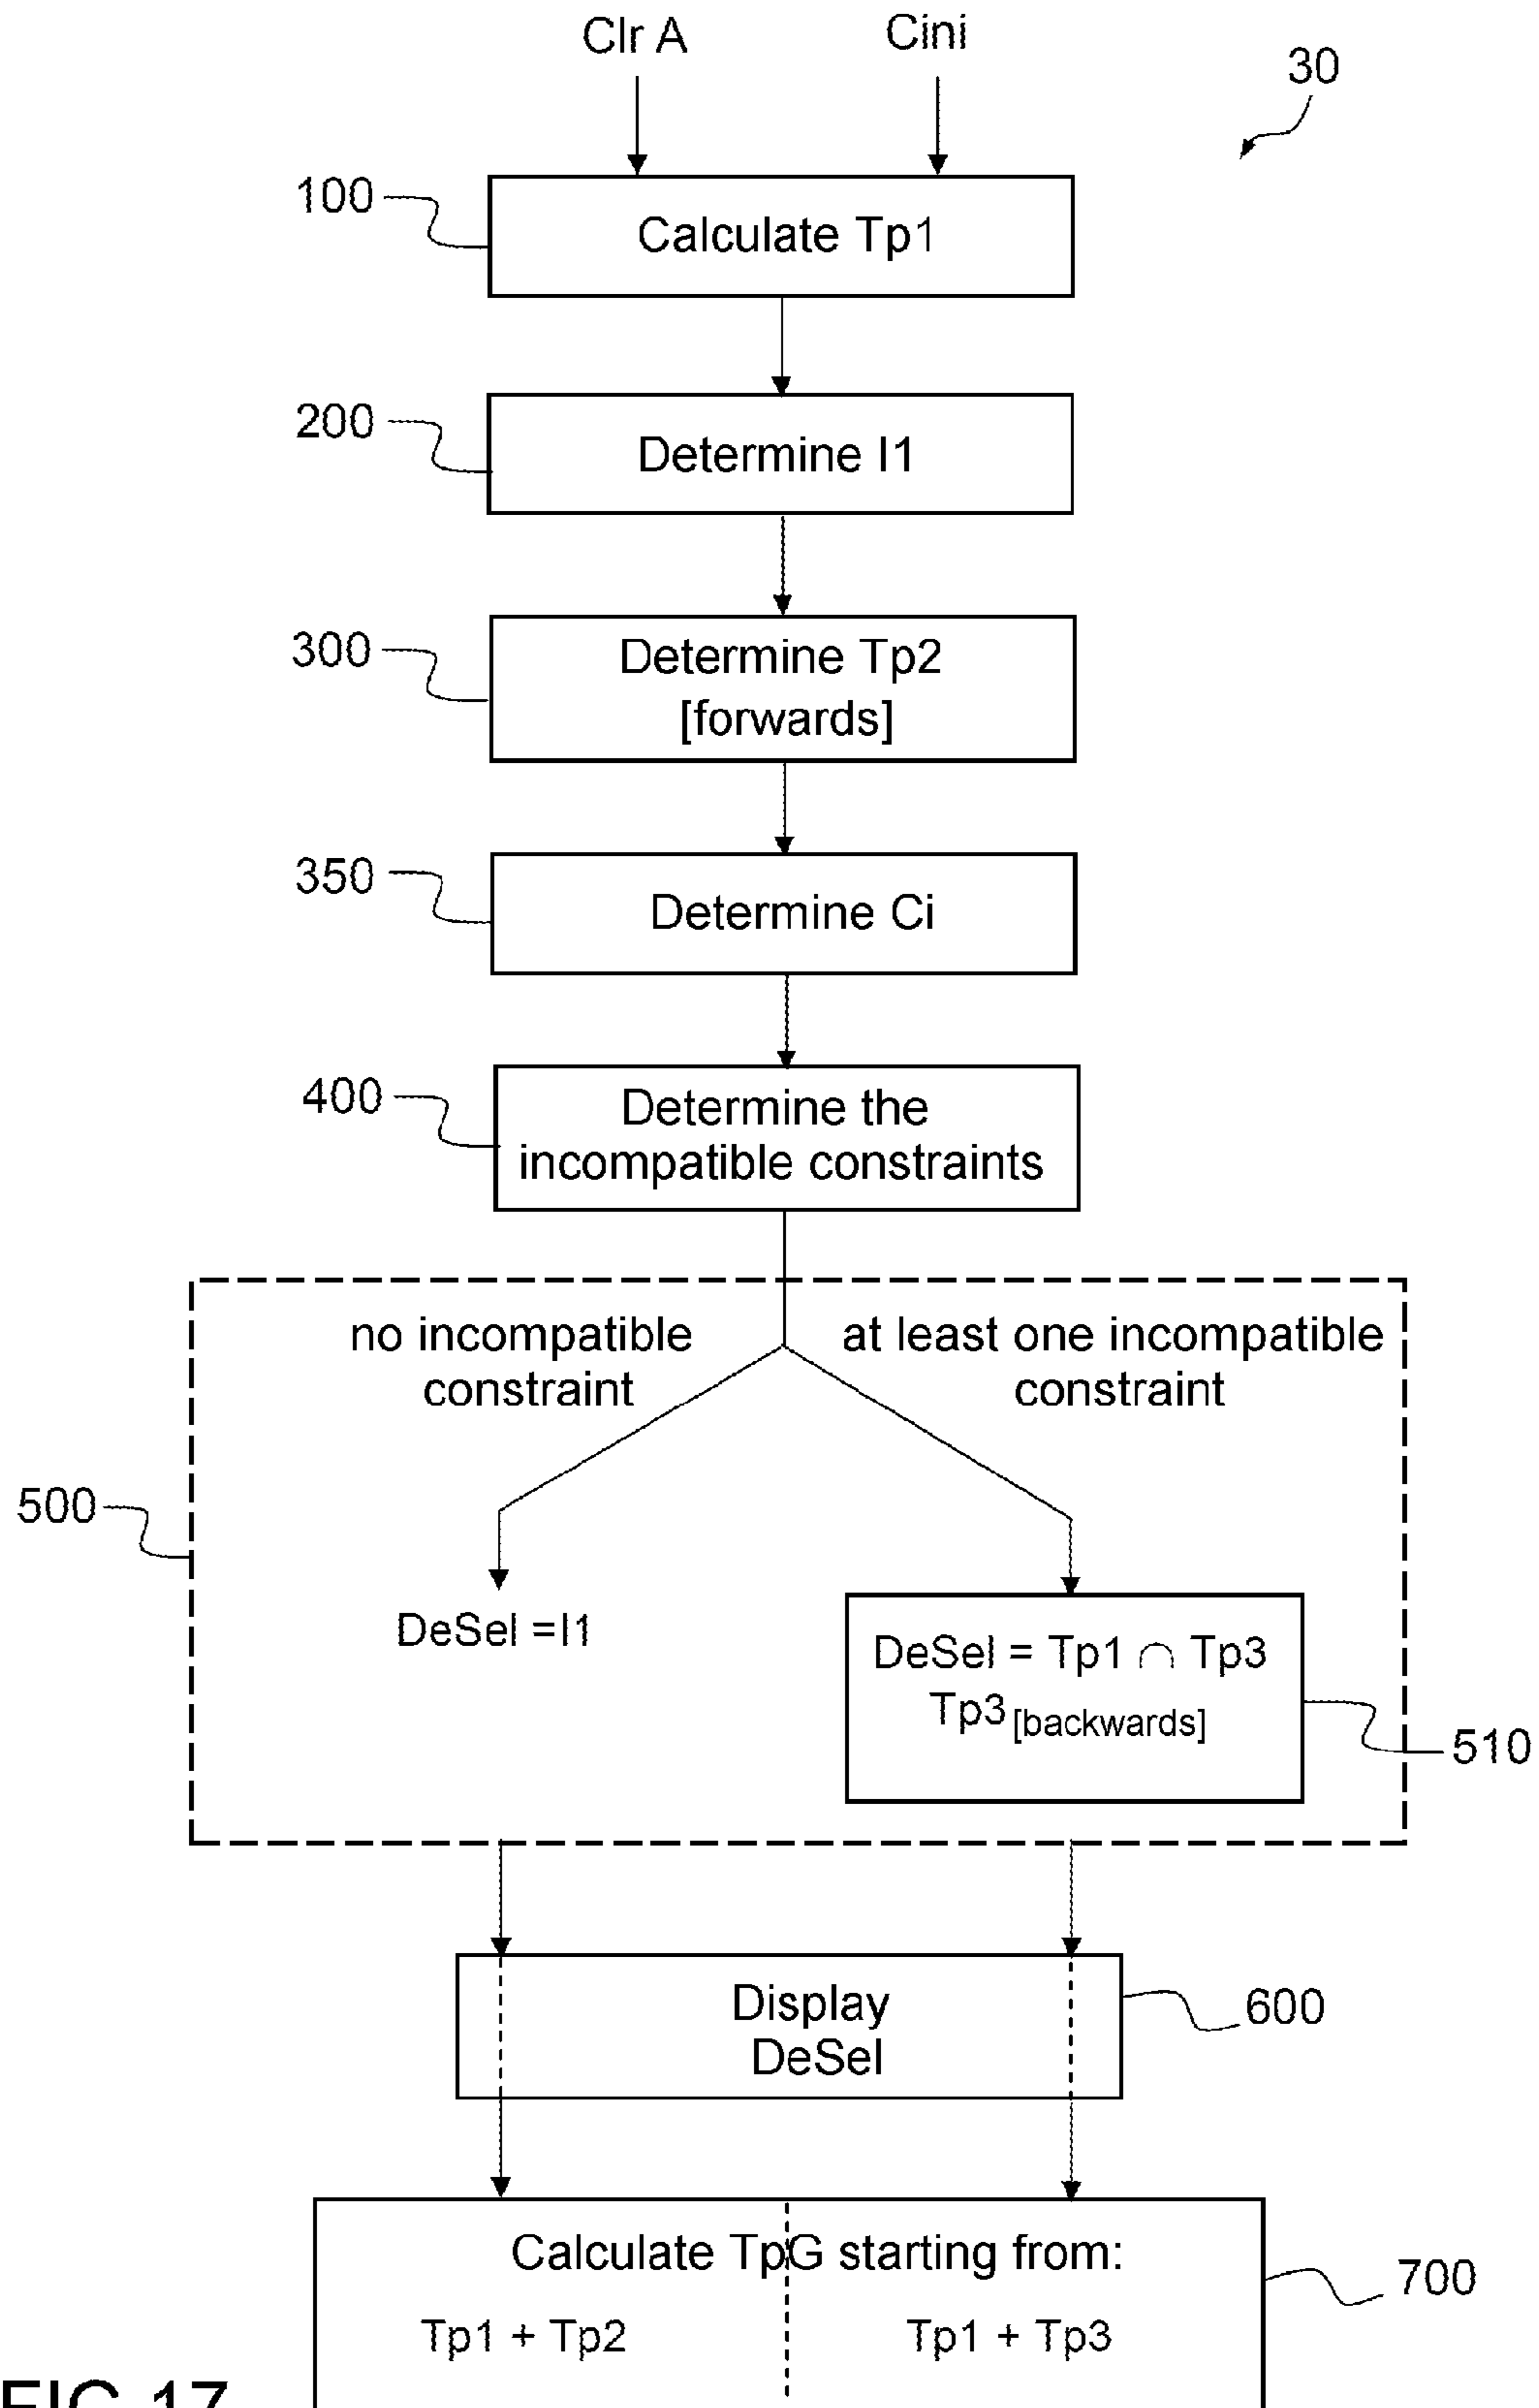 Clr A
Cini
30
100
Calculate Tp1
200
Determine I1
300
Determine Tp2
[forwards]
350
Determine Ci
400
Determine the
incompatible constraints
no incompatible
constraint
at least one incompatible
constraint
500
DeSel =I1
DeSel = Tp1 ∩ Tp3
Tp3 [backwards]
510
Display
DeSel
600
Calculate TpG starting from:
700
Tp1 + Tp2
Tp1 + Tp3
FIG.17